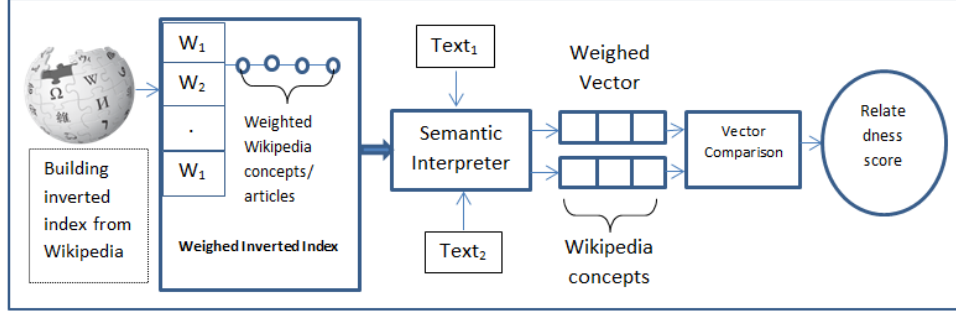 Ω
W
И
維
Building
inverted
index from
Wikipedia
W₁
W₂
.
W₁
Weighted
Wikipedia
concepts/
articles
Weighed Inverted Index
Text₁
Semantic
Interpreter
Text₂
Weighed
Vector
Wikipedia
concepts
Vector
Comparison
Relate
dness
score